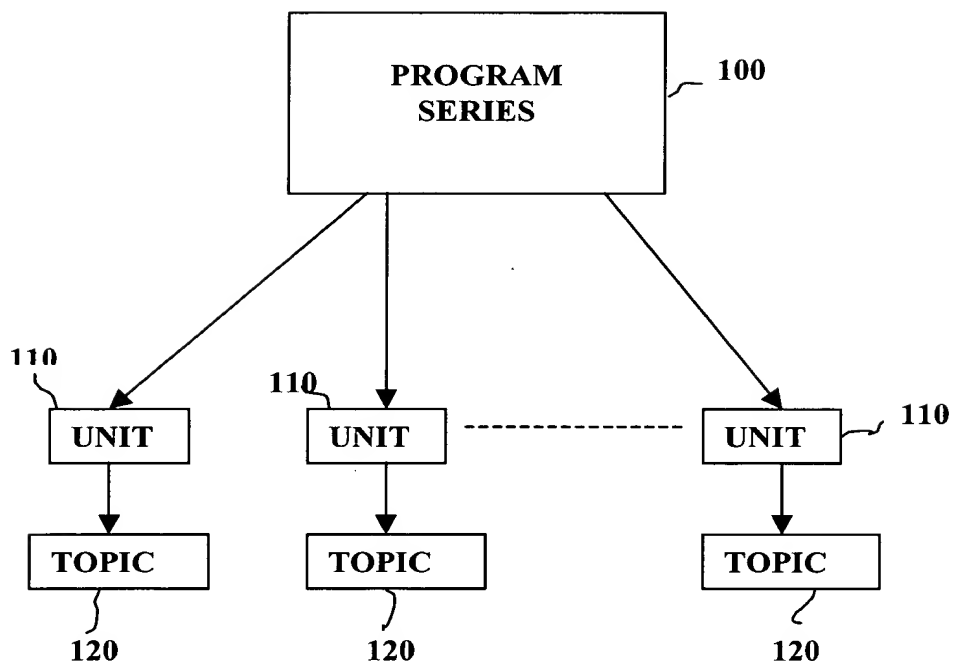 PROGRAM
SERIES
100
110
110
UNIT
UNIT
UNIT
110
TOPIC
TOPIC
TOPIC
120
120
120